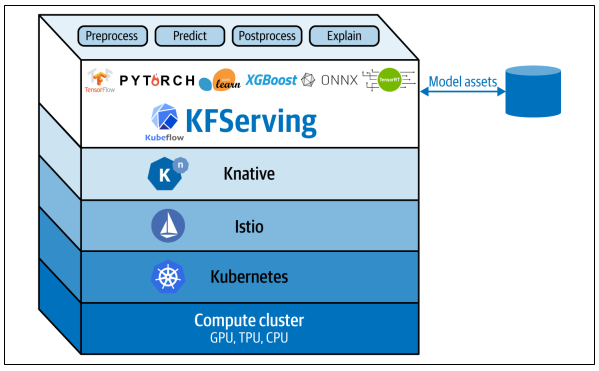 Preprocess Predict Postprocess Explain
TensorFlow PYTORCH learn XGBoost ONNX TensorRT
Model assets
Kubeflow KFServing
K n Knative
Istio
Kubernetes
Compute cluster
GPU, TPU, CPU